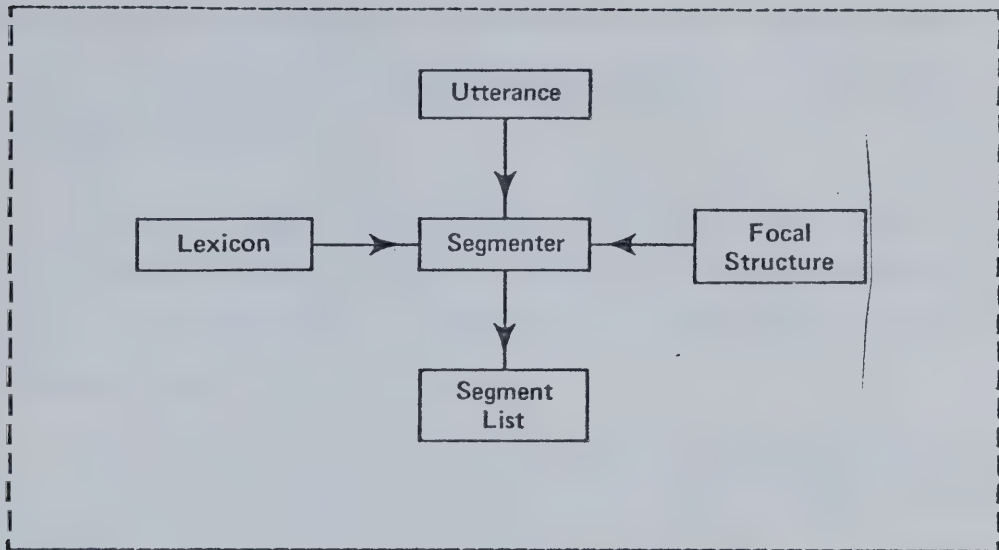 Utterance
Lexicon
Segmenter
Focal
Structure
Segment
List